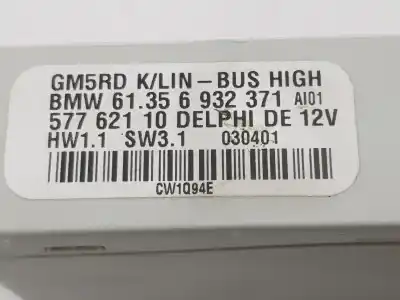 GM5RD K/LIN-BUS HIGH
BMW 61.35 6 932 371 AI01
577 621 10 DELPHI DE 12V
HW1.1 SW3.1 030401
CW1Q94E